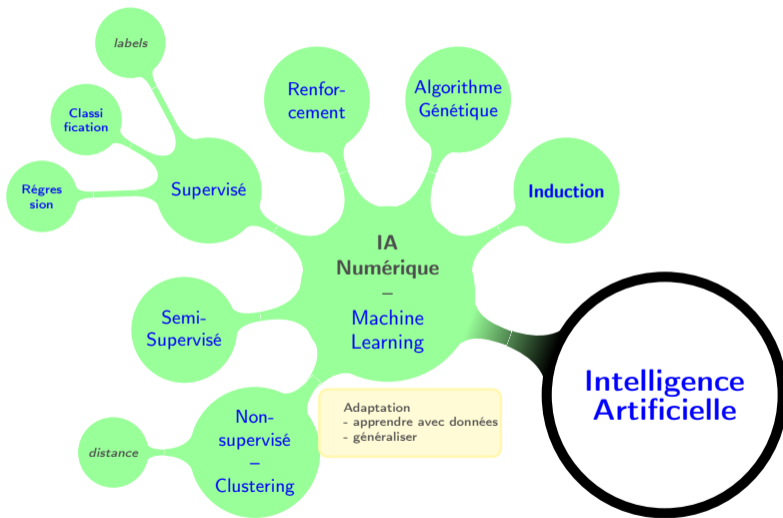 labels
Classi
fication
Régres
sion
Supervisé
Renfor-
cement
Algorithme
Génétique
Induction
IA
Numérique
–
Machine
Learning
Semi-
Supervisé
Intelligence
Artificielle
Adaptation
- apprendre avec données
- généraliser
Non-
supervisé
–
Clustering
distance